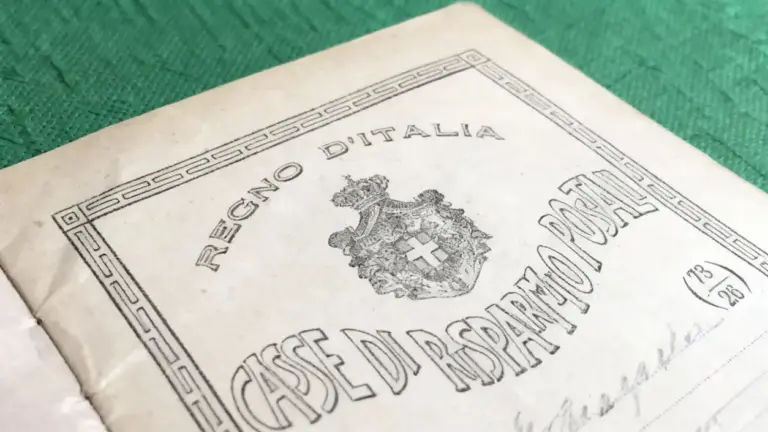 REGNO D'ITALIA
CASSE DI RISPARMIO POSTALI
(73/26)